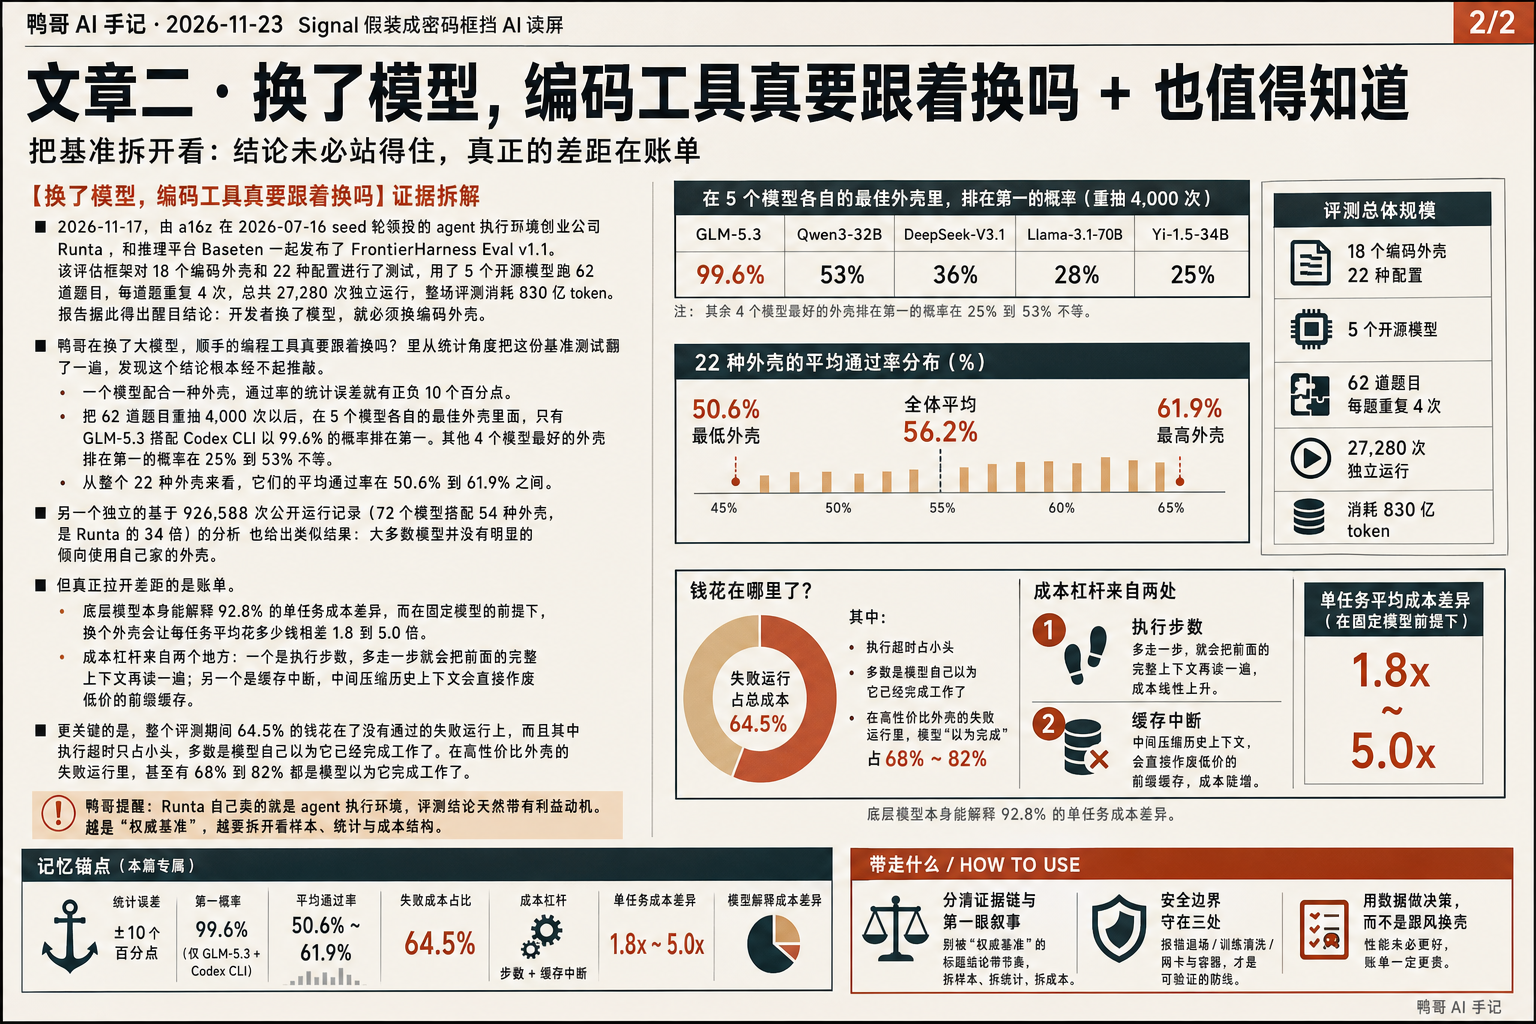 鸭哥 AI 手记 · 2026-11-23 Signal 假装成密码框挡 AI 读屏
2/2
文章二 · 换了模型，编码工具真要跟着换吗 + 也值得知道
把基准拆开看：结论未必站得住，真正的差距在账单
【换了模型，编码工具真要跟着换吗】证据拆解
■ 2026-11-17，由 a16z 在 2026-07-16 seed 轮领投的 agent 执行环境创业公司
Runta ，和推理平台 Baseten 一起发布了 FrontierHarness Eval v1.1。
该评估框架对 18 个编码外壳和 22 种配置进行了测试，用了 5 个开源模型跑 62
道题目，每道题重复 4 次，总共 27,280 次独立运行，整场评测消耗 830 亿 token。
报告据此得出醒目结论：开发者换了模型，就必须换编码外壳。
■ 鸭哥在换了大模型，顺手的编程工具真要跟着换吗？ 里从统计角度把这份基准测试翻
了一遍，发现这个结论根本经不起推敲。
• 一个模型配合一种外壳，通过率的统计误差就有正负 10 个百分点。
• 把 62 道题目重抽 4,000 次以后，在 5 个模型各自的最佳外壳里面，只有
GLM-5.3 搭配 Codex CLI 以 99.6% 的概率排在第一。其他 4 个模型最好的外壳
排在第一的概率在 25% 到 53% 不等。
• 从整个 22 种外壳来看，它们的平均通过率在 50.6% 到 61.9% 之间。
■ 另一个独立的基于 926,588 次公开运行记录（72 个模型搭配 54 种外壳，
是 Runta 的 34 倍）的分析 也给出类似结果：大多数模型并没有明显的
倾向使用自己家的外壳。
■ 但真正拉开差距的是账单。
• 底层模型本身能解释 92.8% 的单任务成本差异，而在固定模型的前提下，
换个外壳会让每任务平均花多少钱相差 1.8 到 5.0 倍。
• 成本杠杆来自两个地方：一个是执行步数，多走一步就会把前面的完整
上下文再读一遍；另一个是缓存中断，中间压缩历史上下文会直接作废
低价的前缀缓存。
■ 更关键的是，整个评测期间 64.5% 的钱花在了没有通过的失败运行上，而且其中
执行超时只占小头，多数是模型自己以为它已经完成工作了。在高性价比外壳的
失败运行里，甚至有 68% 到 82% 都是模型以为它完成工作了。
! 鸭哥提醒：Runta 自己卖的就是 agent 执行环境，评测结论天然带有利益动机。
越是“权威基准”，越要拆开看样本、统计与成本结构。
在 5 个模型各自的最佳外壳里，排在第一的概率（重抽 4,000 次）
GLM-5.3 Qwen3-32B DeepSeek-V3.1 Llama-3.1-70B Yi-1.5-34B
99.6% 53% 36% 28% 25%
注： 其余 4 个模型最好的外壳排在第一的概率在 25% 到 53% 不等。
22 种外壳的平均通过率分布（%）
50.6%
最低外壳
全体平均
56.2%
61.9%
最高外壳
45% 50% 55% 60% 65%
评测总体规模
18 个编码外壳
22 种配置
5 个开源模型
62 道题目
每题重复 4 次
27,280 次
独立运行
消耗 830 亿
token
钱花在哪里了？
失败运行
占总成本
64.5%
其中：
• 执行超时占小头
• 多数是模型自己以为
它已经完成工作了
• 在高性价比外壳的失败
运行里，模型“以为完成”
占 68% ~ 82%
成本杠杆来自两处
1 执行步数
多走一步，就会把前面的
完整上下文再读一遍，
成本线性上升。
2 缓存中断
中间压缩历史上下文，
会直接作废低价的
前缀缓存，成本陡增。
单任务平均成本差异
（在固定模型前提下）
1.8x
~
5.0x
底层模型本身能解释 92.8% 的单任务成本差异。
记忆锚点（本篇专属）
统计误差
±10 个
百分点
第一概率
99.6%
（仅 GLM-5.3 +
Codex CLI）
平均通过率
50.6% ~
61.9%
失败成本占比
64.5%
成本杠杆
步数 + 缓存中断
单任务成本差异
1.8x ~ 5.0x
模型解释成本差异
带走什么 / HOW TO USE
分清证据链与
第一眼叙事
别被“权威基准”的
标题结论带节奏，
拆样本、拆统计、拆成本。
安全边界
守在三处
报错退场 / 训练清洗 /
网卡与容器，才是
可验证的防线。
用数据做决策，
而不是跟风换壳
性能未必更好，
账单一定更贵。
鸭哥 AI 手记